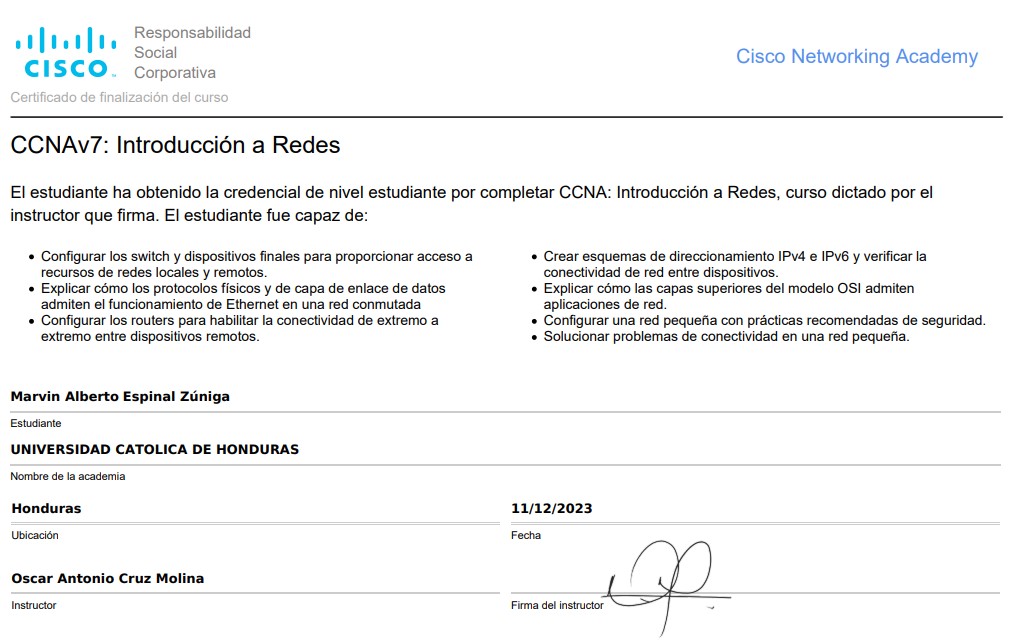 Responsabilidad
Social
Corporativa
CISCO™
Cisco Networking Academy
Certificado de finalización del curso
CCNAv7: Introducción a Redes
El estudiante ha obtenido la credencial de nivel estudiante por completar CCNA: Introducción a Redes, curso dictado por el
instructor que firma. El estudiante fue capaz de:
• Configurar los switch y dispositivos finales para proporcionar acceso a
recursos de redes locales y remotos.
• Explicar cómo los protocolos físicos y de capa de enlace de datos
admiten el funcionamiento de Ethernet en una red conmutada
• Configurar los routers para habilitar la conectividad de extremo a
extremo entre dispositivos remotos.
• Crear esquemas de direccionamiento IPv4 e IPv6 y verificar la
conectividad de red entre dispositivos.
• Explicar cómo las capas superiores del modelo OSI admiten
aplicaciones de red.
• Configurar una red pequeña con prácticas recomendadas de seguridad.
• Solucionar problemas de conectividad en una red pequeña.
Marvin Alberto Espinal Zúniga
Estudiante
UNIVERSIDAD CATOLICA DE HONDURAS
Nombre de la academia
Honduras
Ubicación
11/12/2023
Fecha
Oscar Antonio Cruz Molina
Instructor
Firma del instructor